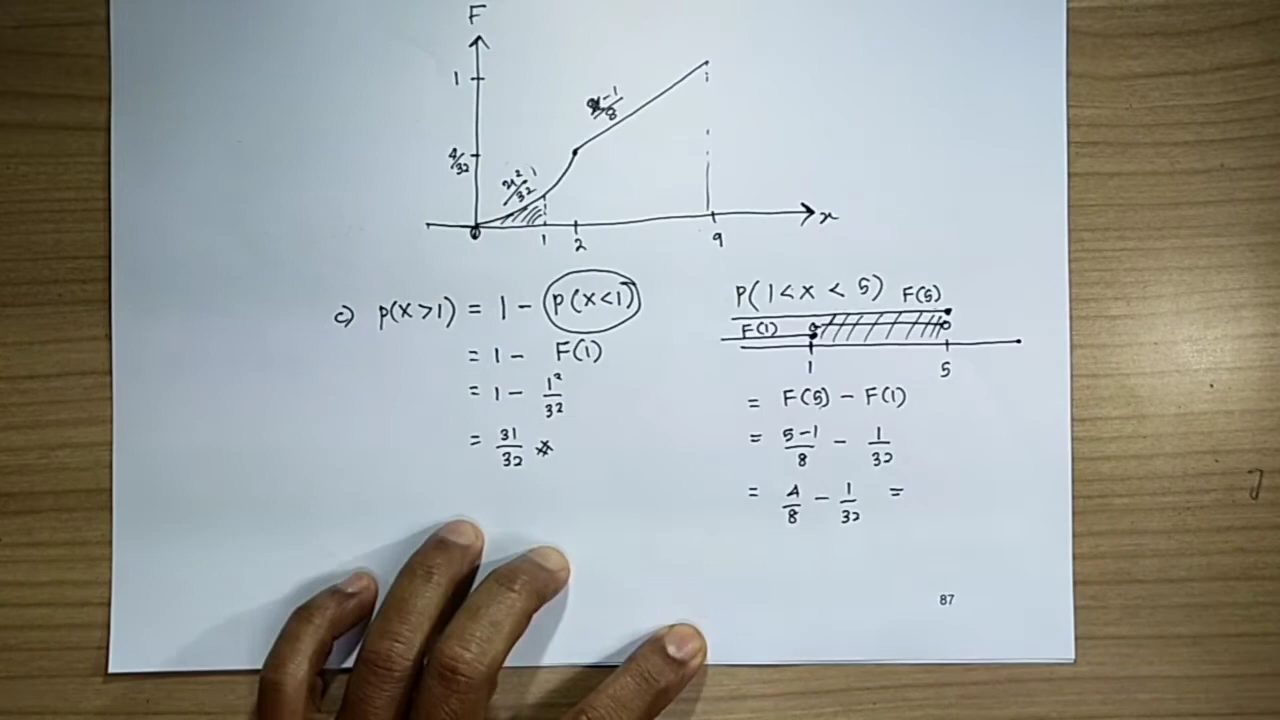 F
1
x-1/8
4/32
x²/32
0 1 2 9 x
c) P(X>1) = 1 - P(X<1)
= 1 - F(1)
= 1 - 1²/32
= 31/32 *
P(1<x<5) F(5)
F(1)
1 5
= F(5) - F(1)
= 5-1/8 - 1/32
= 4/8 - 1/32 =
87